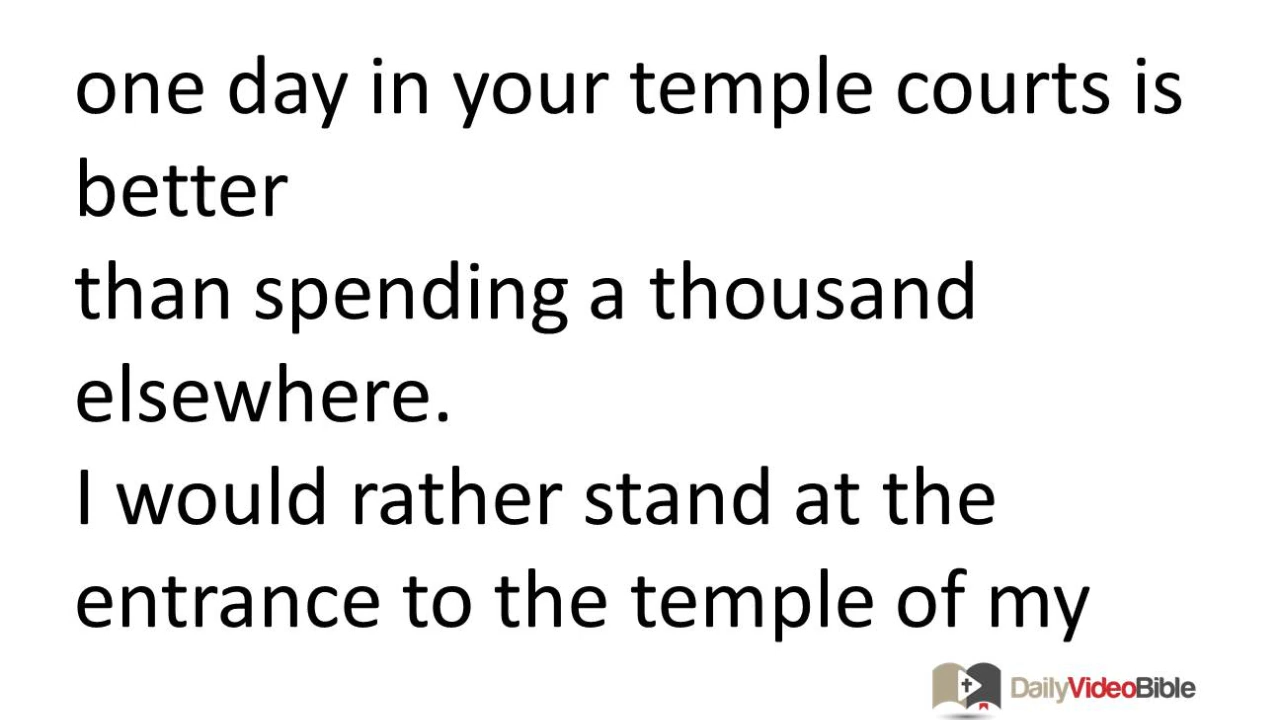 one day in your temple courts is
better
than spending a thousand
elsewhere.
I would rather stand at the
entrance to the temple of my
DailyVideoBible